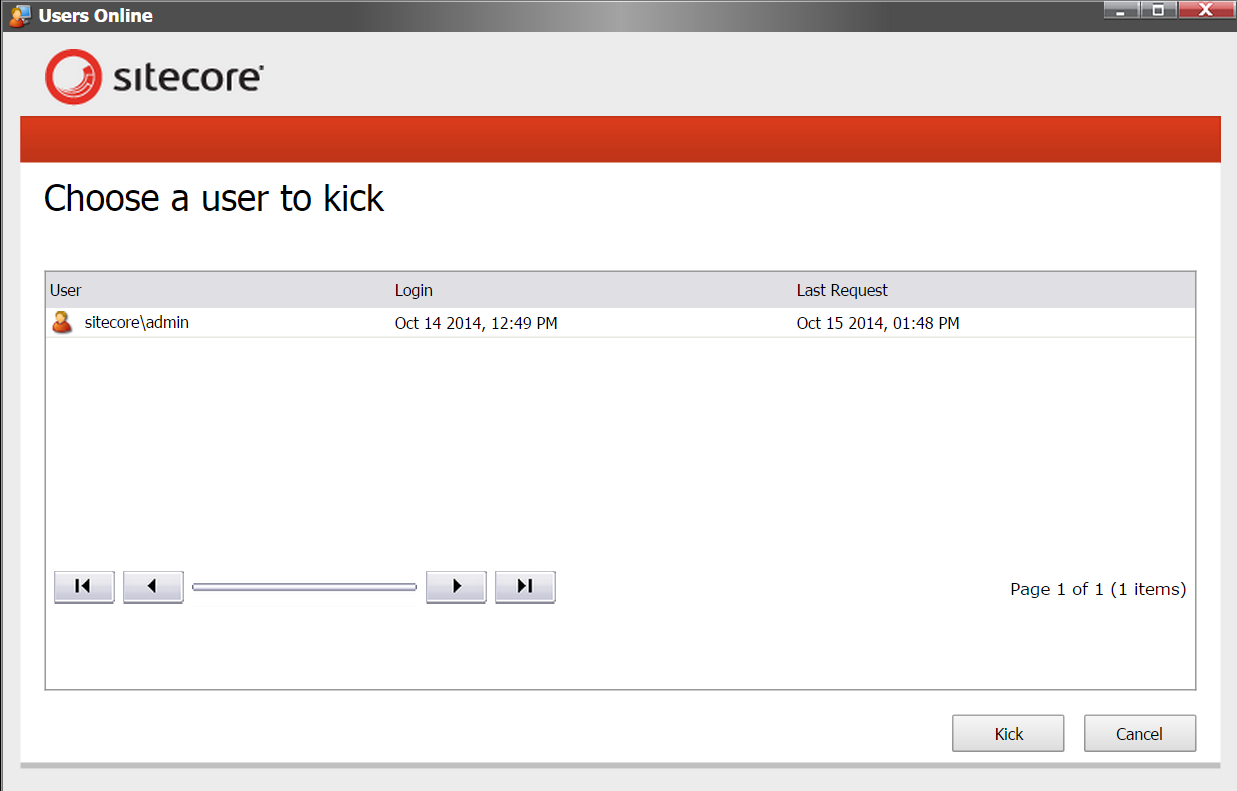 Users Online
sitecore
Choose a user to kick
User Login Last Request
sitecore\admin Oct 14 2014, 12:49 PM Oct 15 2014, 01:48 PM
Page 1 of 1 (1 items)
Kick Cancel